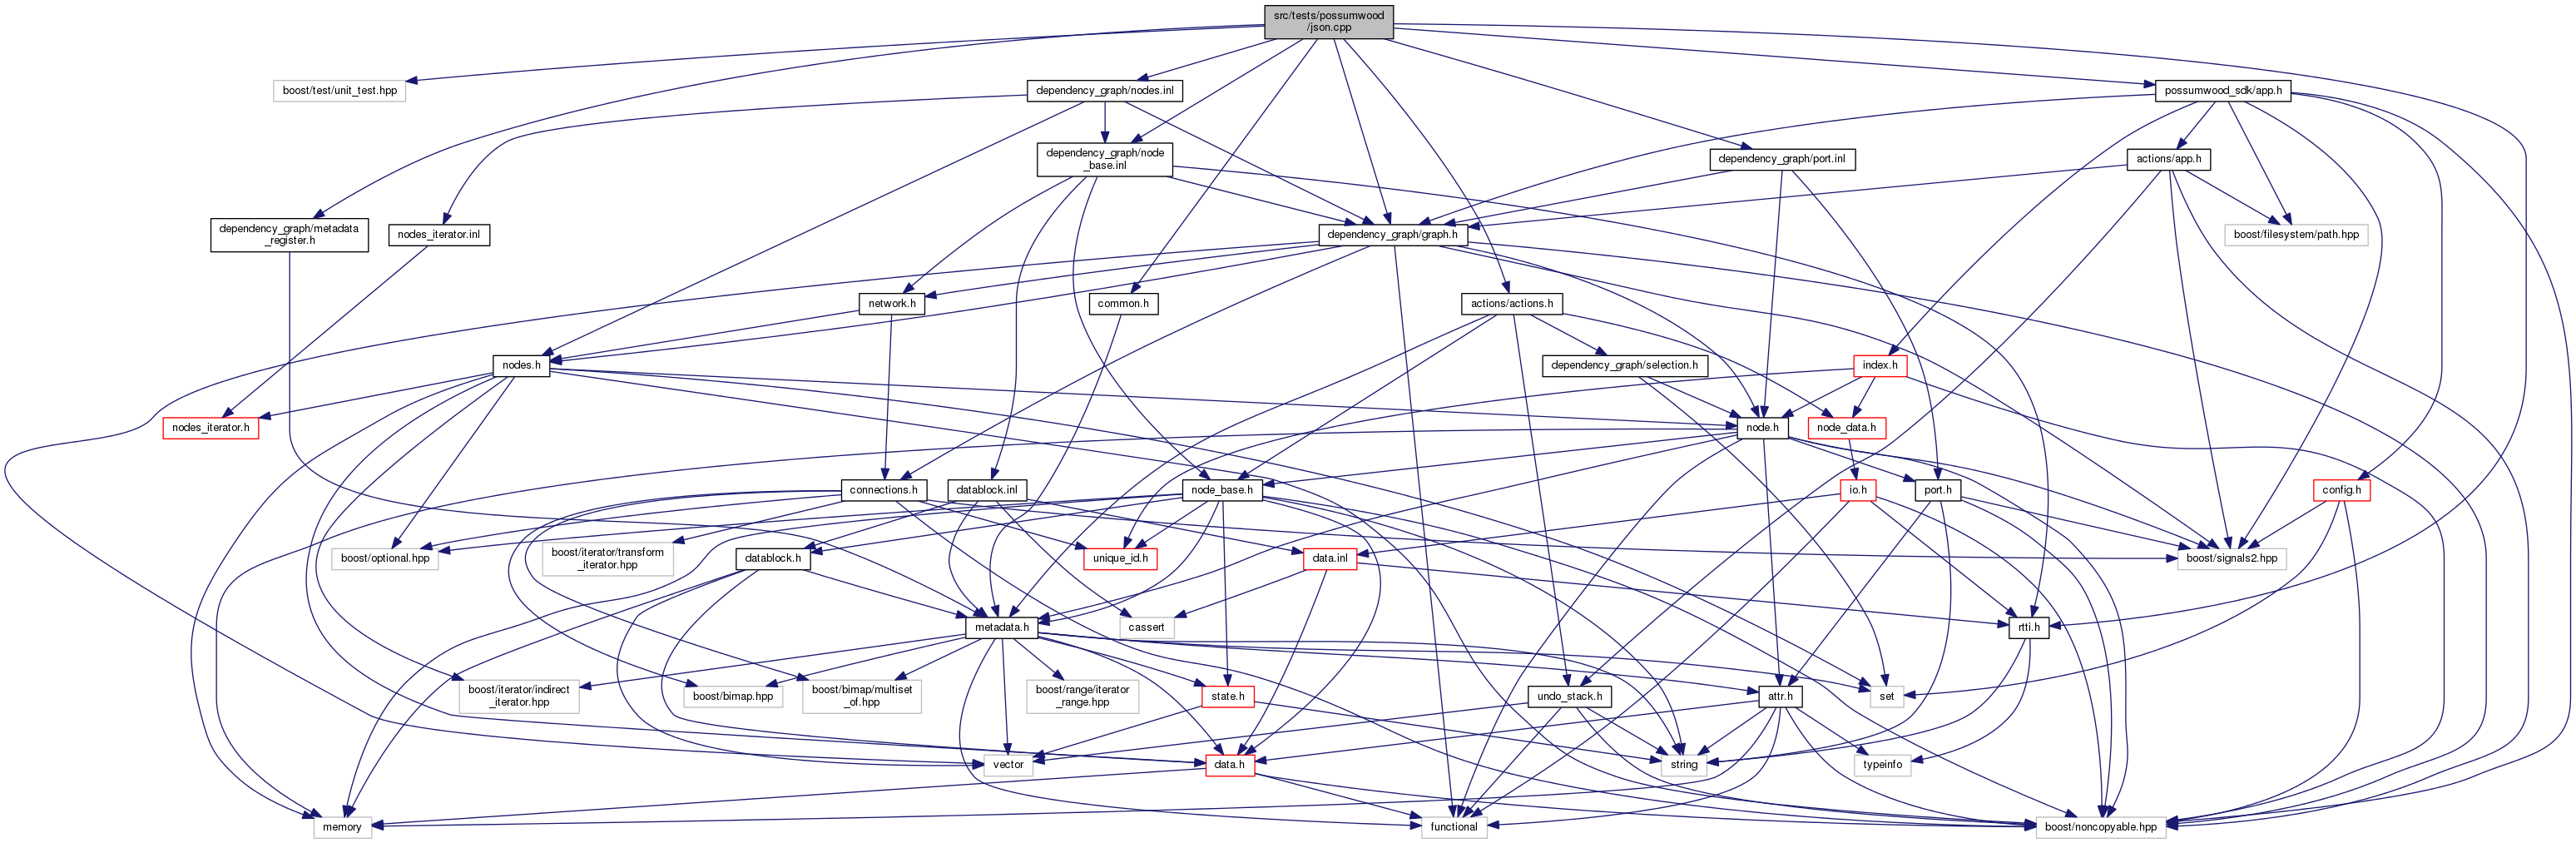 src/tests/possumwood
/json.cpp
boost/test/unit_test.hpp
dependency_graph/nodes.inl
possumwood_sdk/app.h
dependency_graph/node
_base.inl
dependency_graph/port.inl
actions/app.h
dependency_graph/metadata
_register.h
nodes_iterator.inl
dependency_graph/graph.h
boost/filesystem/path.hpp
network.h
common.h
actions/actions.h
nodes.h
dependency_graph/selection.h
index.h
nodes_iterator.h
node.h
node_data.h
connections.h
datablock.inl
node_base.h
io.h
port.h
config.h
boost/optional.hpp
boost/iterator/transform
_iterator.hpp
datablock.h
unique_id.h
data.inl
boost/signals2.hpp
metadata.h
cassert
rtti.h
boost/iterator/indirect
_iterator.hpp
boost/bimap.hpp
boost/bimap/multiset
_of.hpp
boost/range/iterator
_range.hpp
state.h
undo_stack.h
attr.h
set
vector
data.h
string
typeinfo
memory
functional
boost/noncopyable.hpp